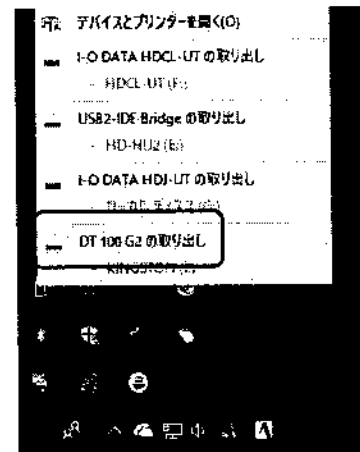 デバイスとプリンターを開く(O)
I-O DATA HDCL-UT の取り出し
- HDCL-UT (F:)
USB2-IDE Bridge の取り出し
- HD-HU2 (E:)
I-O DATA HDJ-UT の取り出し
DT 100 G2 の取り出し
- KINGSTON
A